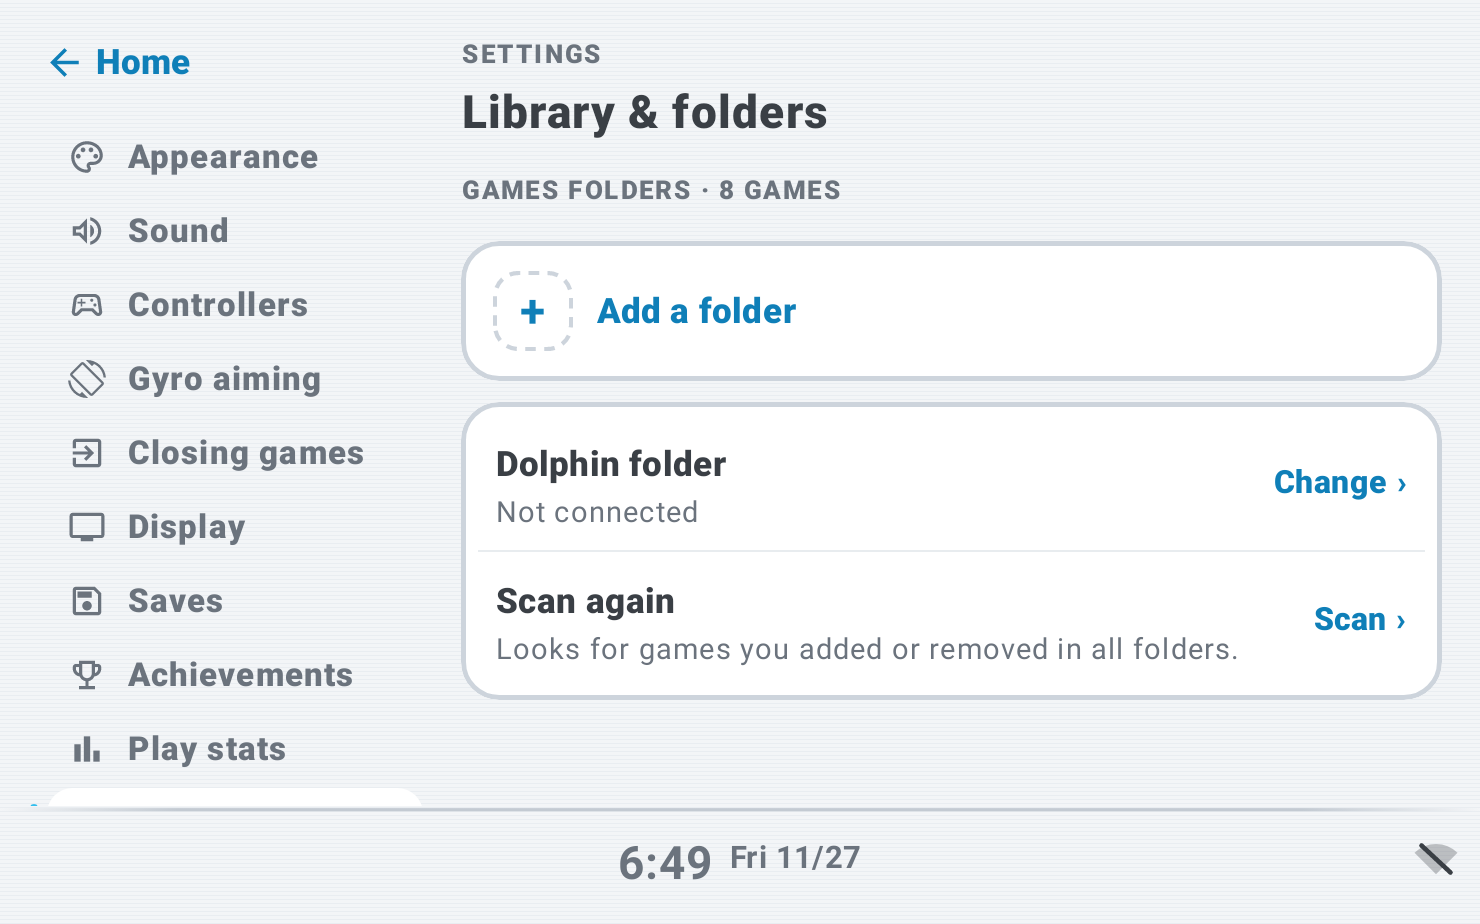 Home
Appearance
Sound
Controllers
Gyro aiming
Closing games
Display
Saves
Achievements
Play stats
SETTINGS
Library & folders
GAMES FOLDERS · 8 GAMES
+ Add a folder
Dolphin folder
Not connected
Change ›
Scan again
Looks for games you added or removed in all folders.
Scan ›
6:49 Fri 11/27